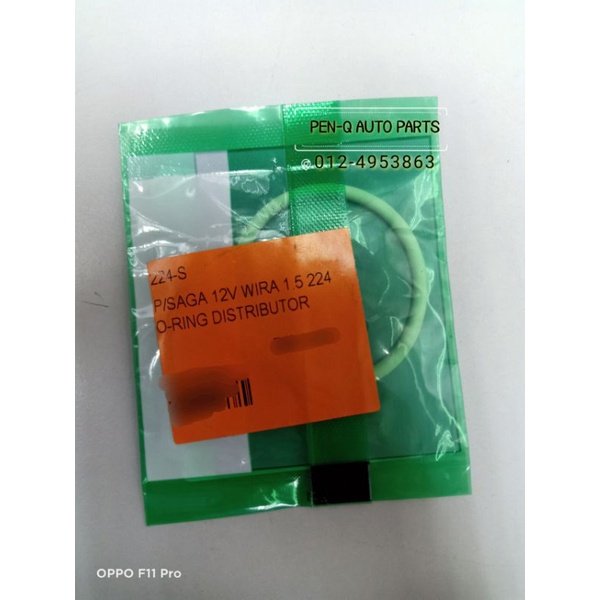 PEN-Q AUTO PARTS
012-4953863
224-S
P/SAGA 12V WIRA 1.5 224
O-RING DISTRIBUTOR
OPPO F11 Pro